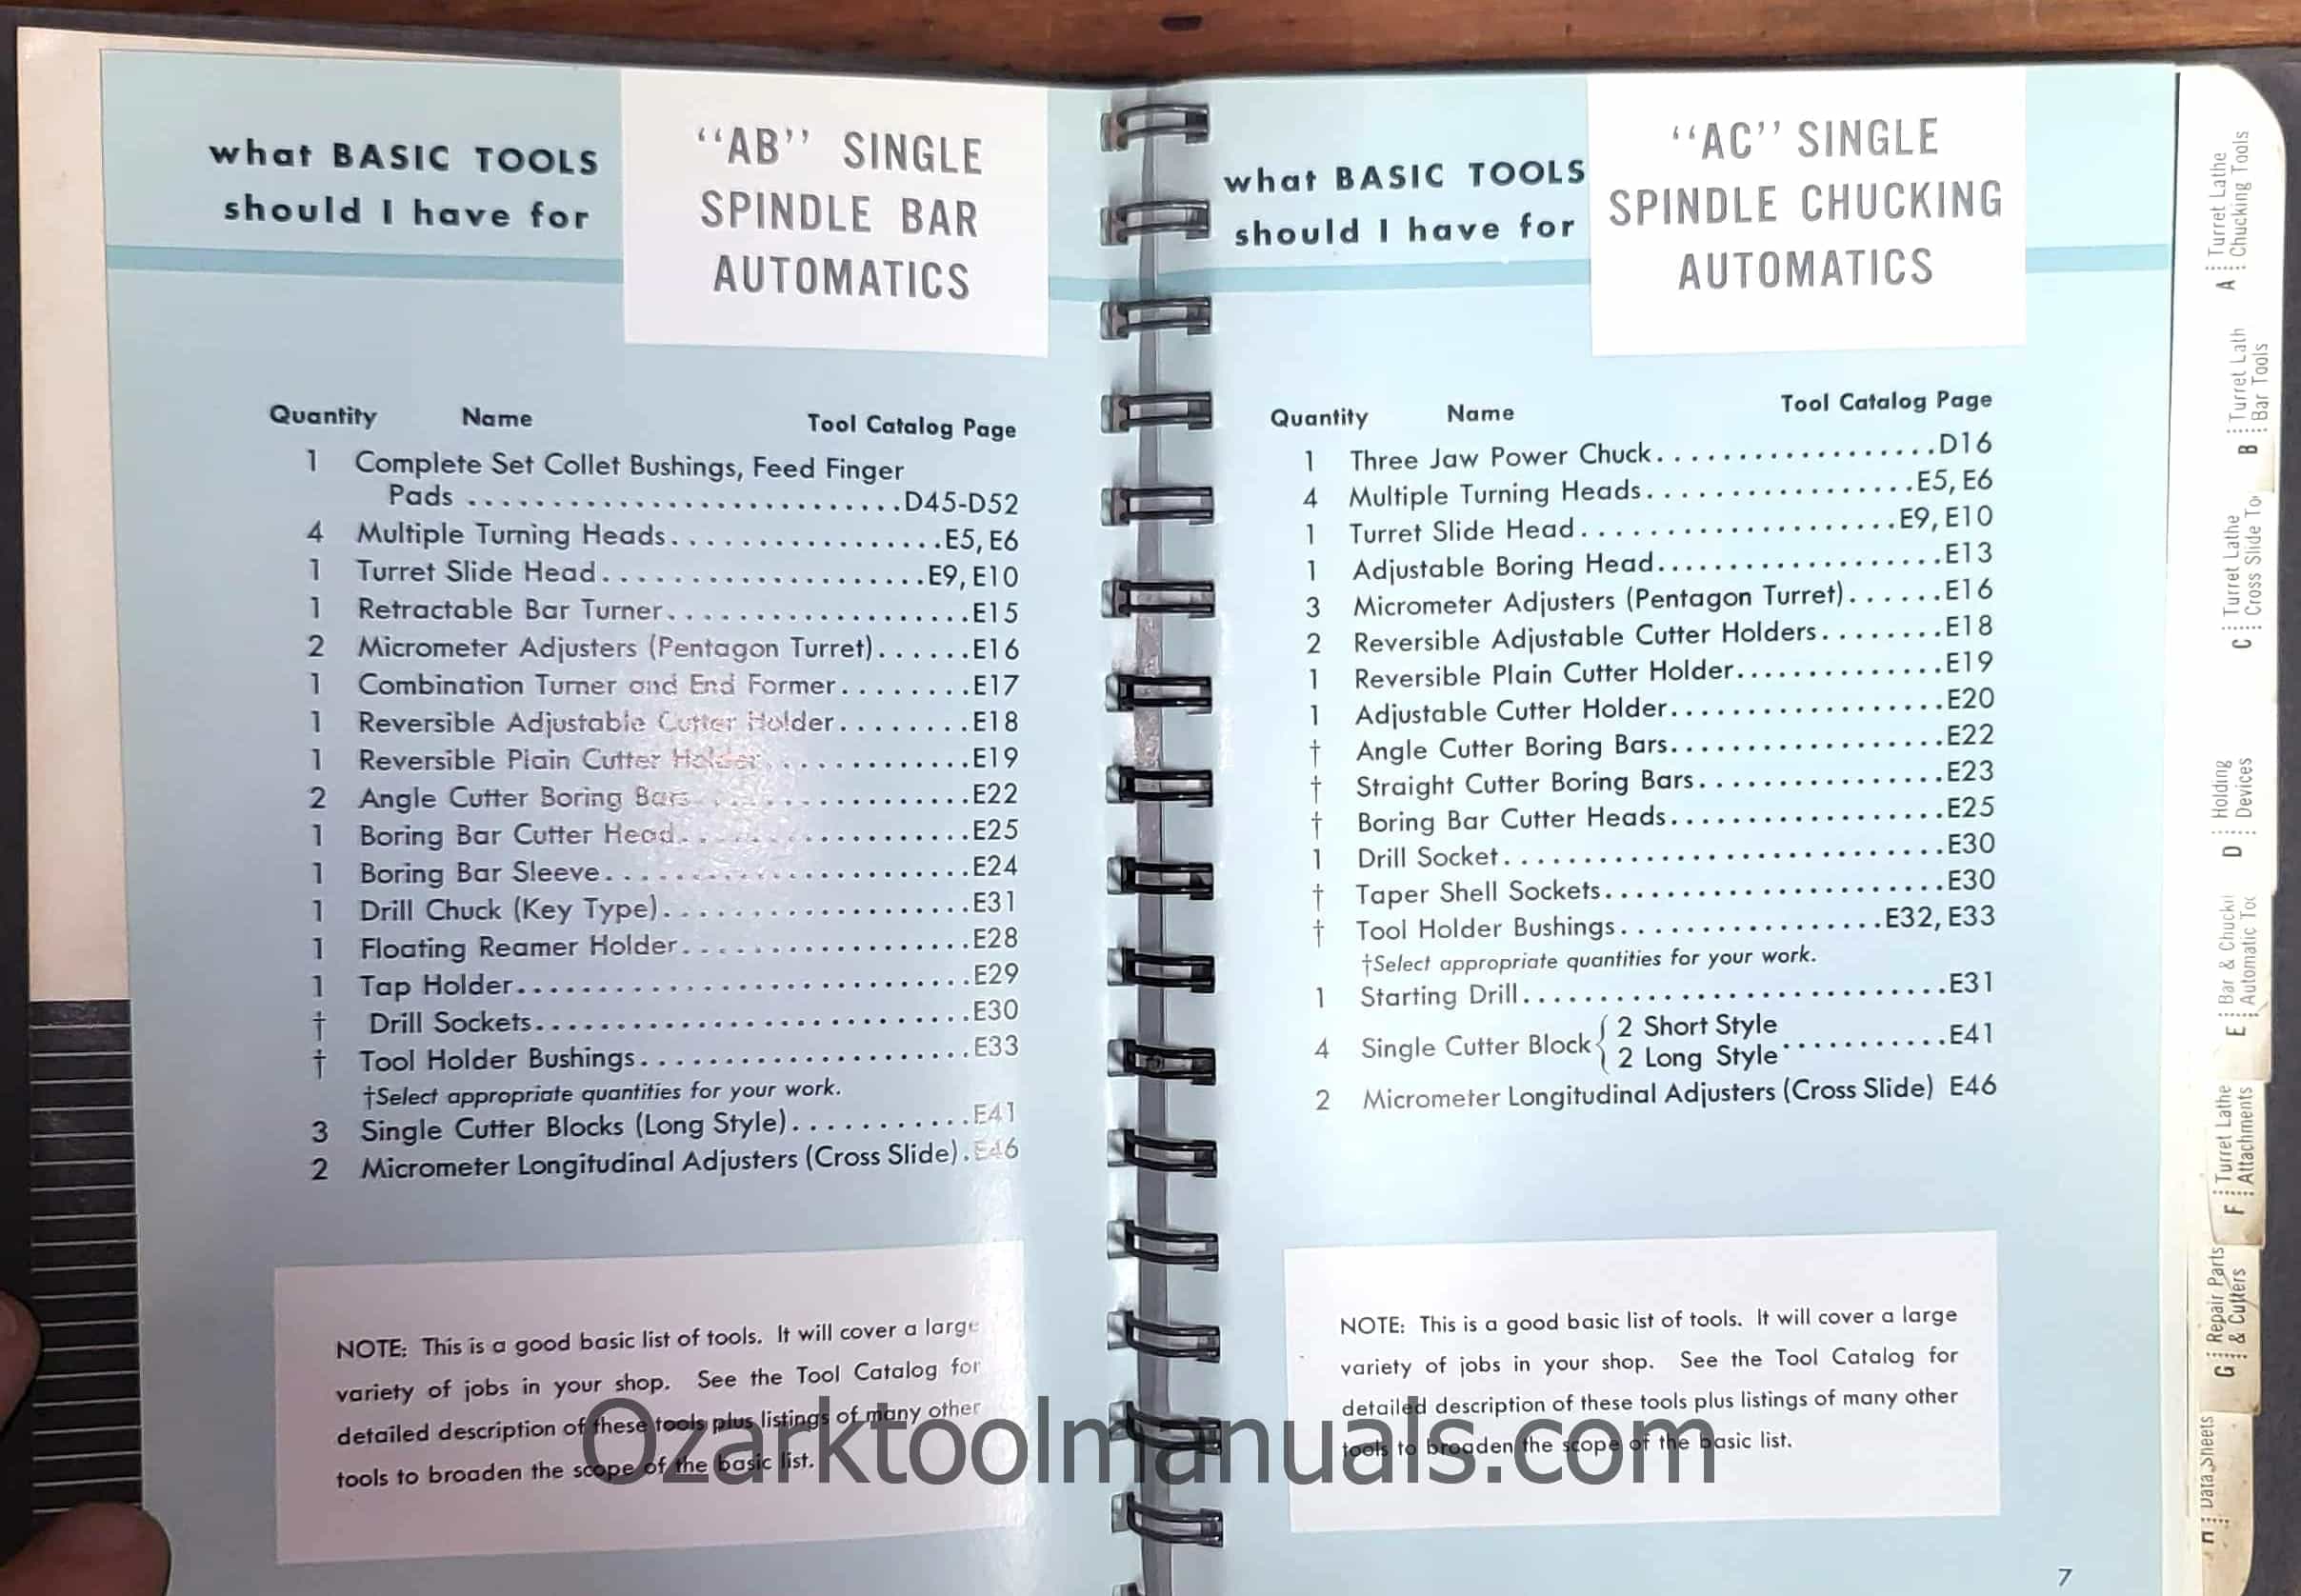 what BASIC TOOLS
should I have for
“AB” SINGLE
SPINDLE BAR
AUTOMATICS
Quantity Name Tool Catalog Page
1 Complete Set Collet Bushings, Feed Finger
Pads ..........................D45-D52
4 Multiple Turning Heads.................E5, E6
1 Turret Slide Head....................E9, E10
1 Retractable Bar Turner..................E15
2 Micrometer Adjusters (Pentagon Turret)......E16
1 Combination Turner and End Former........E17
1 Reversible Adjustable Cutter Holder........E18
1 Reversible Plain Cutter Holder.............E19
2 Angle Cutter Boring Bars................E22
1 Boring Bar Cutter Head.................E25
1 Boring Bar Sleeve.....................E24
1 Drill Chuck (Key Type)..................E31
1 Floating Reamer Holder.................E28
1 Tap Holder..........................E29
† Drill Sockets.........................E30
† Tool Holder Bushings...................E33
†Select appropriate quantities for your work.
3 Single Cutter Blocks (Long Style)...........E41
2 Micrometer Longitudinal Adjusters (Cross Slide).E46
NOTE: This is a good basic list of tools. It will cover a large
variety of jobs in your shop. See the Tool Catalog for
detailed description of these tools plus listings of many other
tools to broaden the scope of the basic list.
what BASIC TOOLS
should I have for
“AC” SINGLE
SPINDLE CHUCKING
AUTOMATICS
Quantity Name Tool Catalog Page
1 Three Jaw Power Chuck..................D16
4 Multiple Turning Heads.................E5, E6
1 Turret Slide Head....................E9, E10
1 Adjustable Boring Head..................E13
3 Micrometer Adjusters (Pentagon Turret)......E16
2 Reversible Adjustable Cutter Holders........E18
1 Reversible Plain Cutter Holder.............E19
1 Adjustable Cutter Holder.................E20
† Angle Cutter Boring Bars.................E22
† Straight Cutter Boring Bars...............E23
† Boring Bar Cutter Heads.................E25
1 Drill Socket...........................E30
† Taper Shell Sockets.....................E30
† Tool Holder Bushings................E32, E33
†Select appropriate quantities for your work.
1 Starting Drill..........................E31
4 Single Cutter Block { 2 Short Style
2 Long Style ...........E41
2 Micrometer Longitudinal Adjusters (Cross Slide) E46
NOTE: This is a good basic list of tools. It will cover a large
variety of jobs in your shop. See the Tool Catalog for
detailed description of these tools plus listings of many other
tools to broaden the scope of the basic list.
7
A Turret Lathe
Chucking Tools
B Turret Lath
Bar Tools
C Turret Lathe
Cross Slide To
D Holding
Devices
E Bar & Chuckin
Automatic Too
F Turret Lathe
Attachments
G Repair Parts
& Cutters
H Data Sheets
Ozarktoolmanuals.com